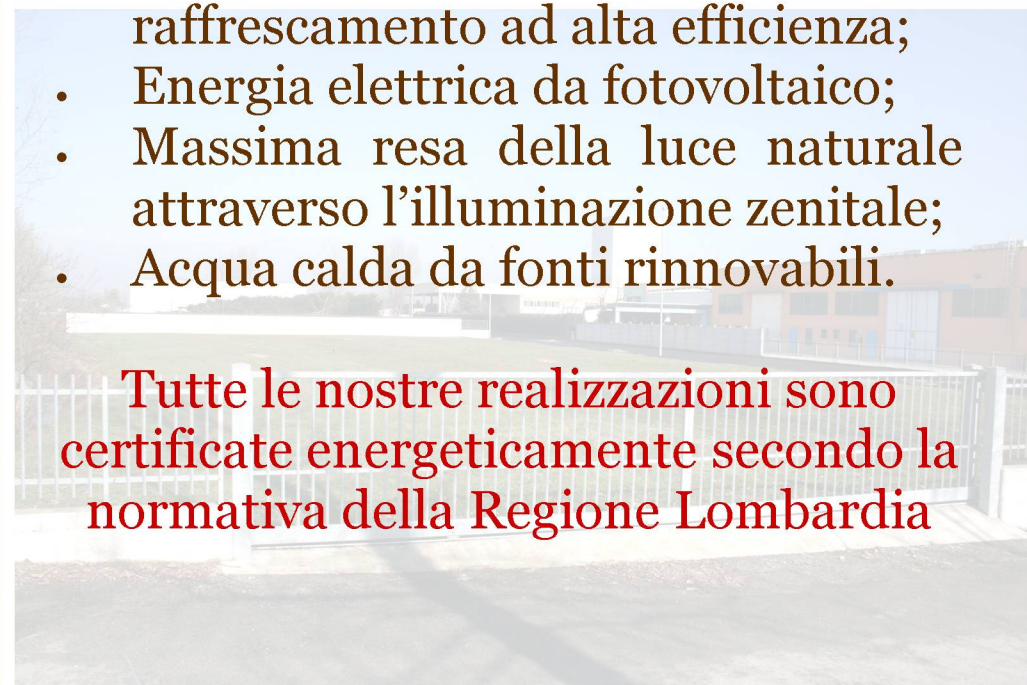 raffrescamento ad alta efficienza;
• Energia elettrica da fotovoltaico;
• Massima resa della luce naturale
attraverso l’illuminazione zenitale;
• Acqua calda da fonti rinnovabili.
Tutte le nostre realizzazioni sono
certificate energeticamente secondo la
normativa della Regione Lombardia